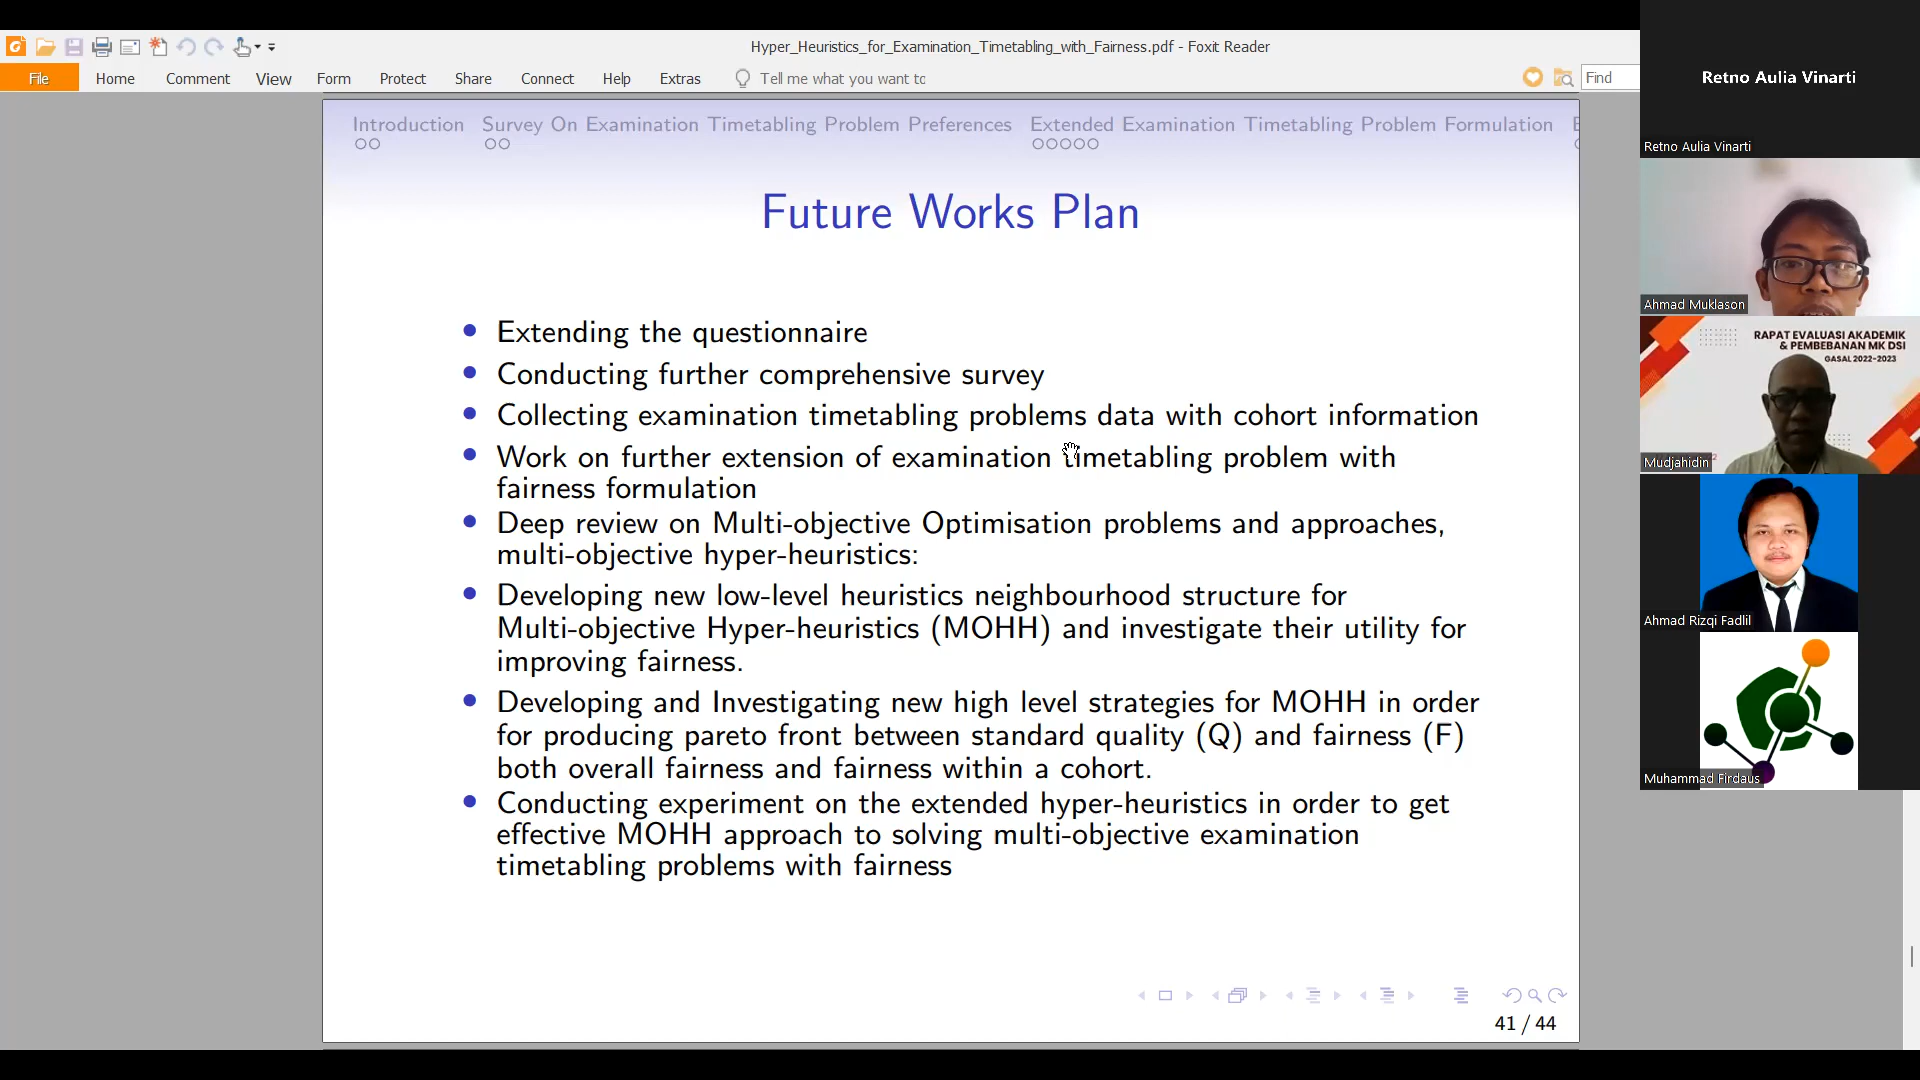 Hyper_Heuristics_for_Examination_Timetabling_with_Fairness.pdf - Foxit Reader
File Home Comment View Form Protect Share Connect Help Extras Tell me what you want to Find
Introduction Survey On Examination Timetabling Problem Preferences Extended Examination Timetabling Problem Formulation
Future Works Plan
• Extending the questionnaire
• Conducting further comprehensive survey
• Collecting examination timetabling problems data with cohort information
• Work on further extension of examination timetabling problem with
fairness formulation
• Deep review on Multi-objective Optimisation problems and approaches,
multi-objective hyper-heuristics:
• Developing new low-level heuristics neighbourhood structure for
Multi-objective Hyper-heuristics (MOHH) and investigate their utility for
improving fairness.
• Developing and Investigating new high level strategies for MOHH in order
for producing pareto front between standard quality (Q) and fairness (F)
both overall fairness and fairness within a cohort.
• Conducting experiment on the extended hyper-heuristics in order to get
effective MOHH approach to solving multi-objective examination
timetabling problems with fairness
41 / 44
Retno Aulia Vinarti
Retno Aulia Vinarti
Ahmad Muklason
RAPAT EVALUASI AKADEMIK
& PEMBEBANAN MK DSI
GASAL 2022-2023
Mudjahidin
Ahmad Rizqi Fadlil
Muhammad Firdaus